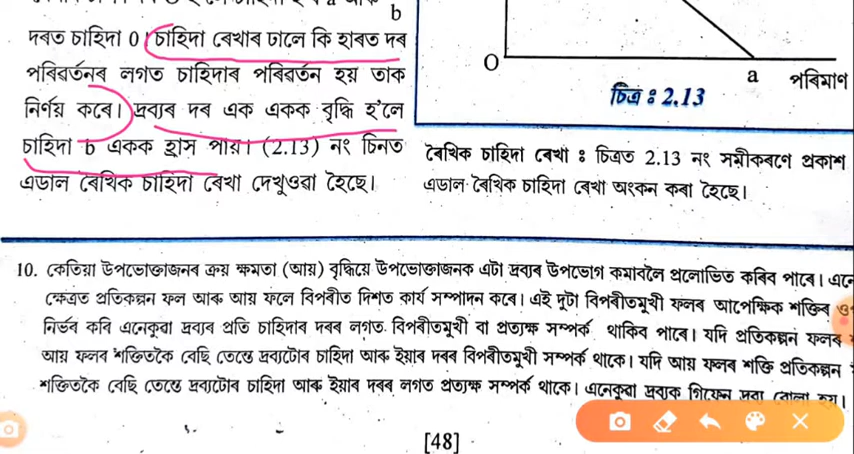 b
দৰত চাহিদা 0। চাহিদা ৰেখাৰ ঢালে কি হাৰত দৰ
পৰিৱৰ্তনৰ লগত চাহিদাৰ পৰিৱৰ্তন হয় তাক
নিৰ্ণয় কৰে। দ্ৰব্যৰ দৰ এক একক বৃদ্ধি হ'লে
চাহিদা b একক হ্ৰাস পায়। (2.13) নং চিনত
এডাল ৰৈখিক চাহিদা ৰেখা দেখুওৱা হৈছে।
O
a পৰিমাণ
চিত্ৰ ঃ 2.13
ৰৈখিক চাহিদা ৰেখা ঃ চিত্ৰত 2.13 নং সমীকৰণে প্ৰকাশ
এডাল ৰৈখিক চাহিদা ৰেখা অংকন কৰা হৈছে।
10. কেতিয়া উপভোক্তাজনৰ ক্ৰয় ক্ষমতা (আয়) বৃদ্ধিয়ে উপভোক্তাজনক এটা দ্ৰব্যৰ উপভোগ কমাবলৈ প্ৰলোভিত কৰিব পাৰে। এনে
ক্ষেত্ৰত প্ৰতিকল্পন ফল আৰু আয় ফলে বিপৰীত দিশত কাৰ্য সম্পাদন কৰে। এই দুটা বিপৰীতমুখী ফলৰ আপেক্ষিক শক্তিৰ
নিৰ্ভৰ কৰি এনেকুৱা দ্ৰব্যৰ প্ৰতি চাহিদাৰ দৰৰ লগত বিপৰীতমুখী বা প্ৰত্যক্ষ সম্পৰ্ক থাকিব পাৰে। যদি প্ৰতিকল্পন ফলৰ
আয় ফলৰ শক্তিতকৈ বেছি তেন্তে দ্ৰব্যটোৰ চাহিদা আৰু ইয়াৰ দৰৰ বিপৰীতমুখী সম্পৰ্ক থাকে। যদি আয় ফলৰ শক্তি প্ৰতিকল্পন
শক্তিতকৈ বেছি তেন্তে দ্ৰব্যটোৰ চাহিদা আৰু ইয়াৰ দৰৰ লগত প্ৰত্যক্ষ সম্পৰ্ক থাকে। এনেকুৱা দ্ৰব্যক গিফেন দ্ৰব্য বোলা হয়।
[48]